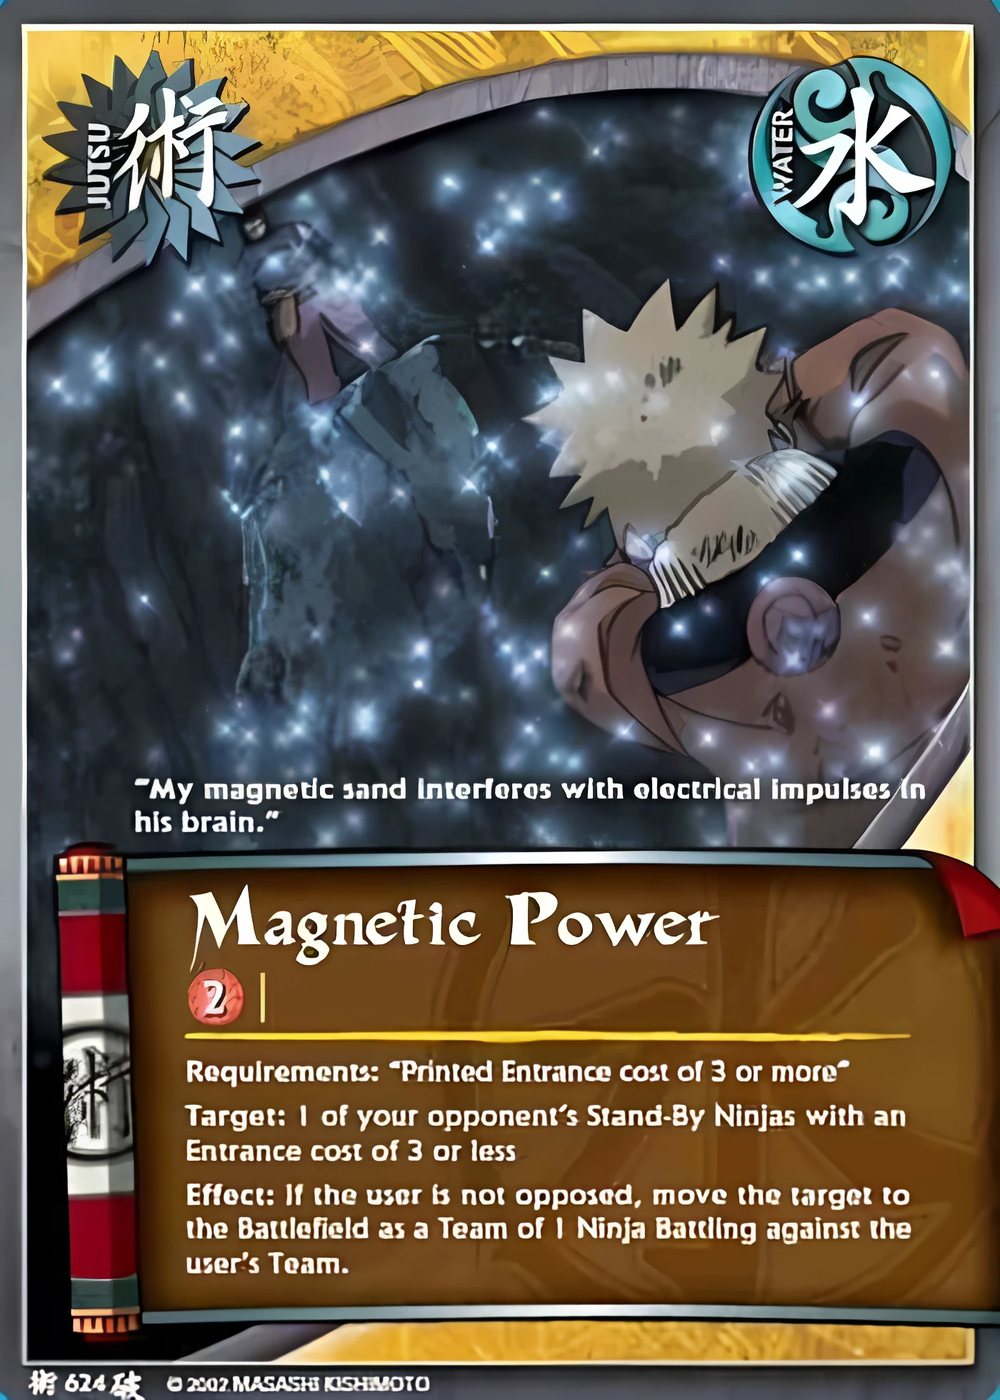 JUTSU
術
WATER
水
"My magnetic sand interferes with electrical impulses in
his brain."
Magnetic Power
2
Requirements: "Printed Entrance cost of 3 or more"
Target: 1 of your opponent's Stand-By Ninjas with an
Entrance cost of 3 or less
Effect: If the user is not opposed, move the target to
the Battlefield as a Team of 1 Ninja Battling against the
user's Team.
術 624
© 2002 MASASHI KISHIMOTO